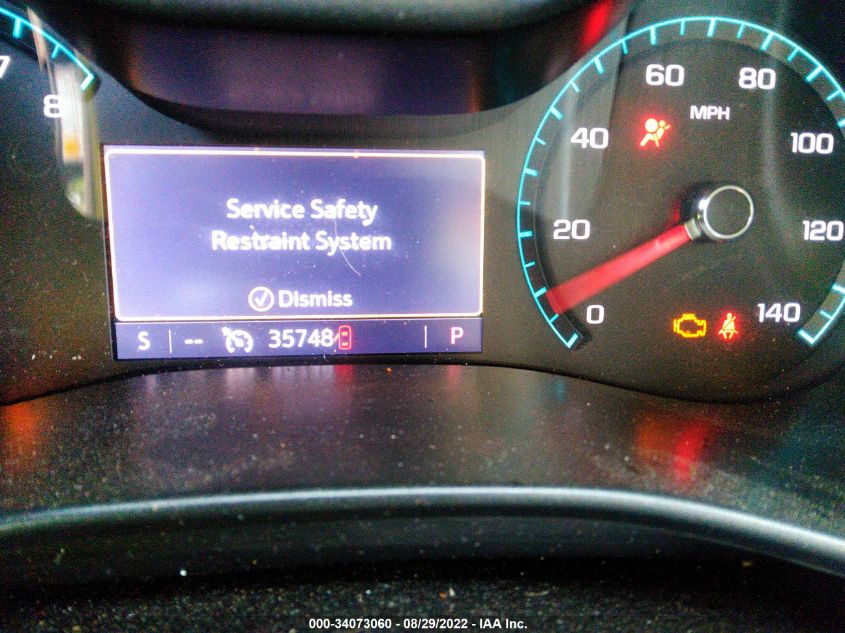 7
8
Service Safety
Restraint System
Dismiss
S -- 35748 P
0
20
40
60
80
100
120
140
MPH
000-34073060 - 08/29/2022 - IAA Inc.